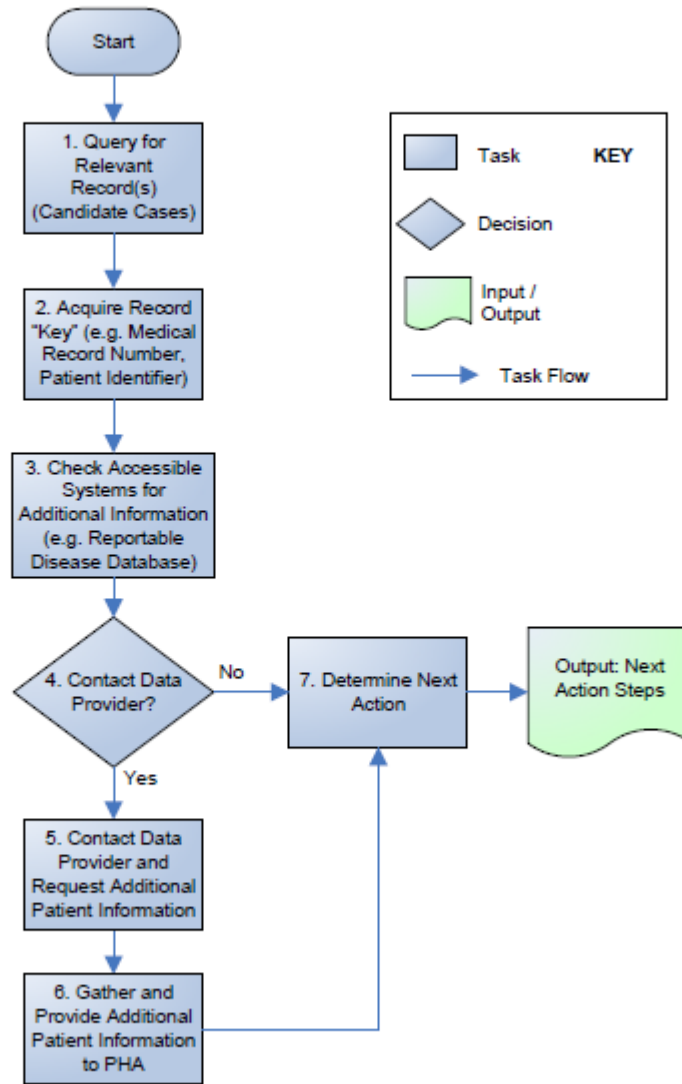 Start
1. Query for
Relevant
Record(s)
(Candidate Cases)
2. Acquire Record
“Key” (e.g. Medical
Record Number,
Patient Identifier)
3. Check Accessible
Systems for
Additional Information
(e.g. Reportable
Disease Database)
4. Contact Data
Provider?
No
Yes
7. Determine Next
Action
Output: Next
Action Steps
5. Contact Data
Provider and
Request Additional
Patient Information
6. Gather and
Provide Additional
Patient Information
to PHA
Task KEY
Decision
Input /
Output
Task Flow